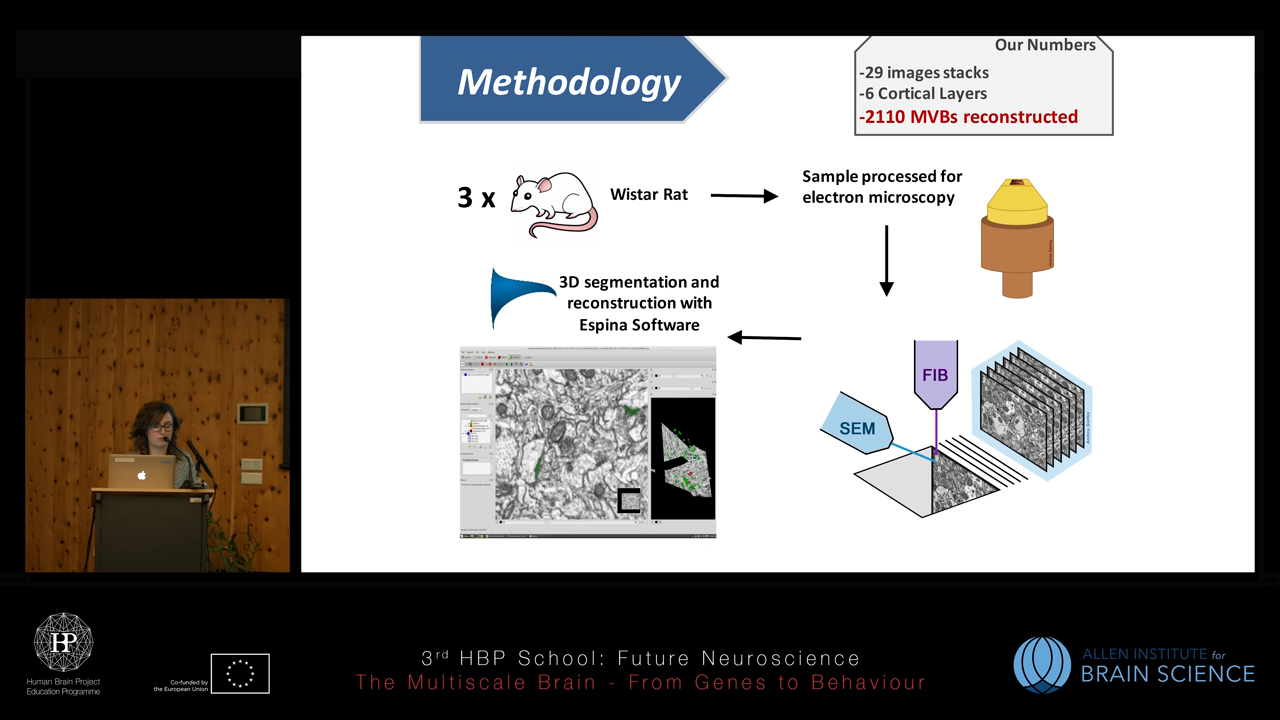 Methodology
Our Numbers
-29 images stacks
-6 Cortical Layers
-2110 MVBs reconstructed
3 x
Wistar Rat
Sample processed for
electron microscopy
3D segmentation and
reconstruction with
Espina Software
FIB
SEM
HP
Human Brain Project
Education Programme
Co-funded by
the European Union
3rd HBP School: Future Neuroscience
The Multiscale Brain - From Genes to Behaviour
ALLEN INSTITUTE for
BRAIN SCIENCE